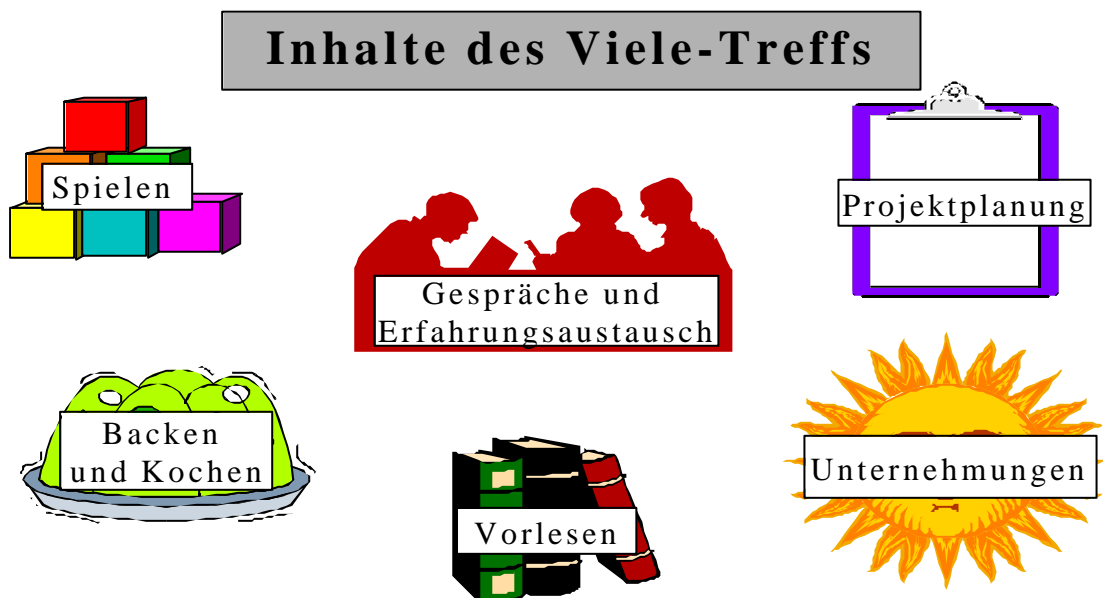 Inhalte des Viele-Treffs
Spielen
Projektplanung
Gespräche und
Erfahrungsaustausch
Backen
und Kochen
Vorlesen
Unternehmungen